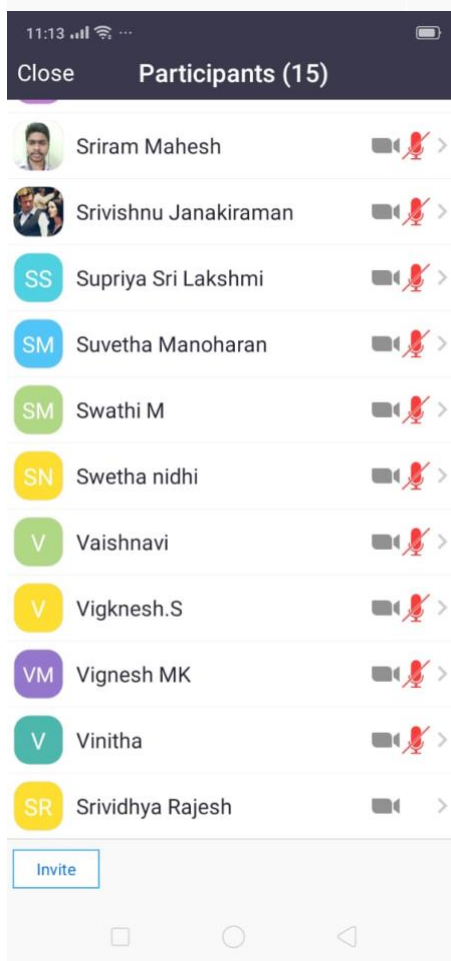 11:13
Close Participants (15)
Sriram Mahesh
Srivishnu Janakiraman
SS Supriya Sri Lakshmi
SM Suvetha Manoharan
SM Swathi M
SN Swetha nidhi
V Vaishnavi
V Vigknesh.S
VM Vignesh MK
V Vinitha
SR Srividhya Rajesh
Invite